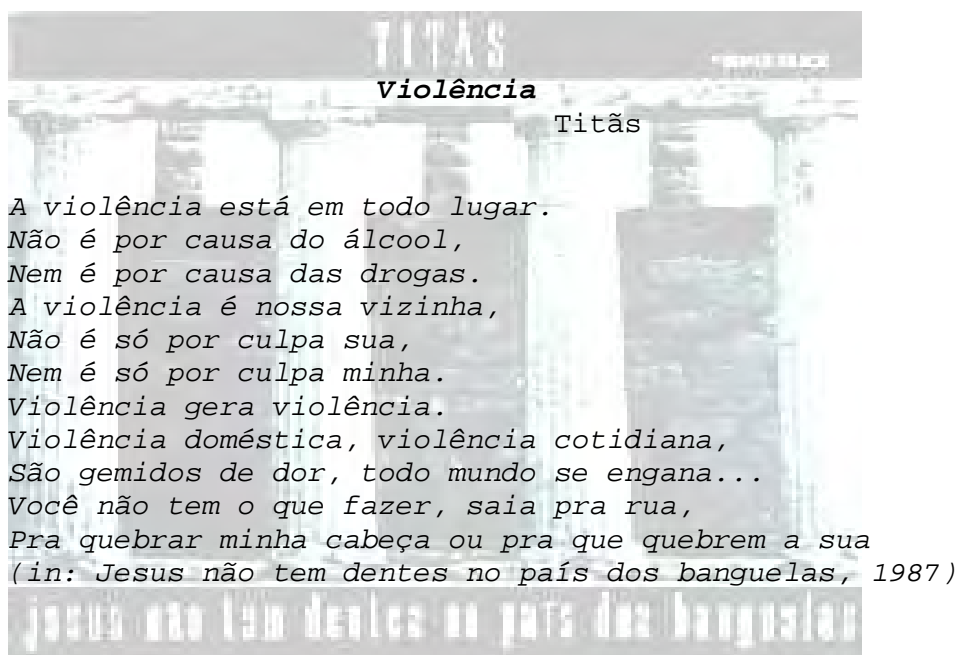 TITÃS
Violência
Titãs
A violência está em todo lugar.
Não é por causa do álcool,
Nem é por causa das drogas.
A violência é nossa vizinha,
Não é só por culpa sua,
Nem é só por culpa minha.
Violência gera violência.
Violência doméstica, violência cotidiana,
São gemidos de dor, todo mundo se engana...
Você não tem o que fazer, saia pra rua,
Pra quebrar minha cabeça ou pra que quebrem a sua
(in: Jesus não tem dentes no país dos banguelas, 1987)
jesus não tem dentes no país dos banguelas